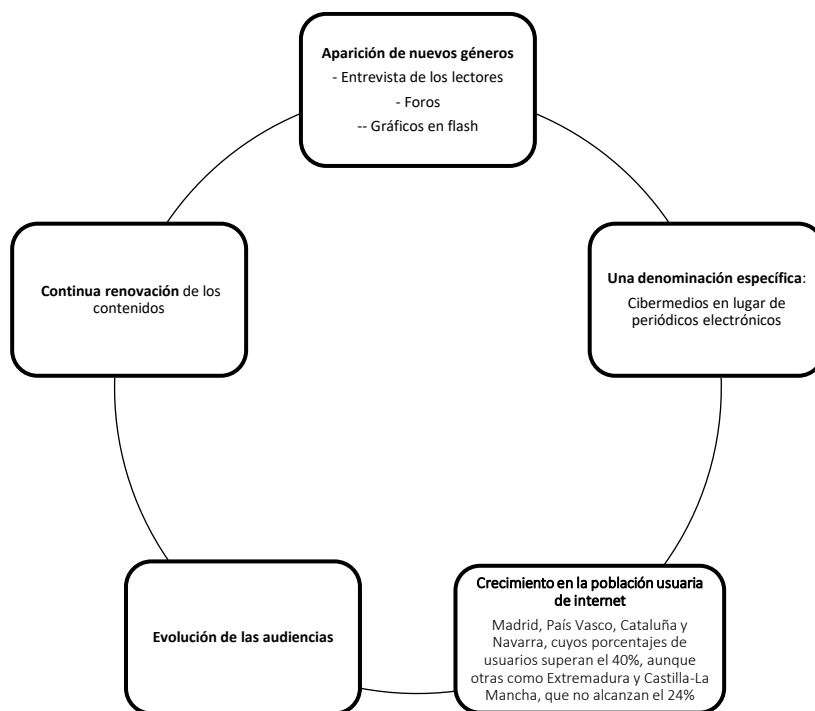 Aparición de nuevos géneros
- Entrevista de los lectores
- Foros
-- Gráficos en flash
Una denominación específica:
Cibermedios en lugar de
periódicos electrónicos
Crecimiento en la población usuaria
de internet
Madrid, País Vasco, Cataluña y
Navarra, cuyos porcentajes de
usuarios superan el 40%, aunque
otras como Extremadura y Castilla-La
Mancha, que no alcanzan el 24%
Evolución de las audiencias
Continua renovación de los
contenidos